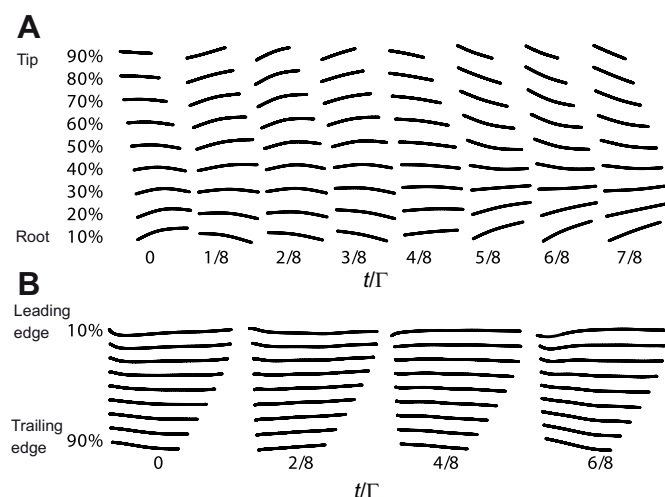 A
Tip
90%
80%
70%
60%
50%
40%
30%
20%
Root 10%
0 1/8 2/8 3/8 4/8 5/8 6/8 7/8
t/Γ
B
Leading
edge
10%
Trailing
edge
90%
0 2/8 4/8 6/8
t/Γ